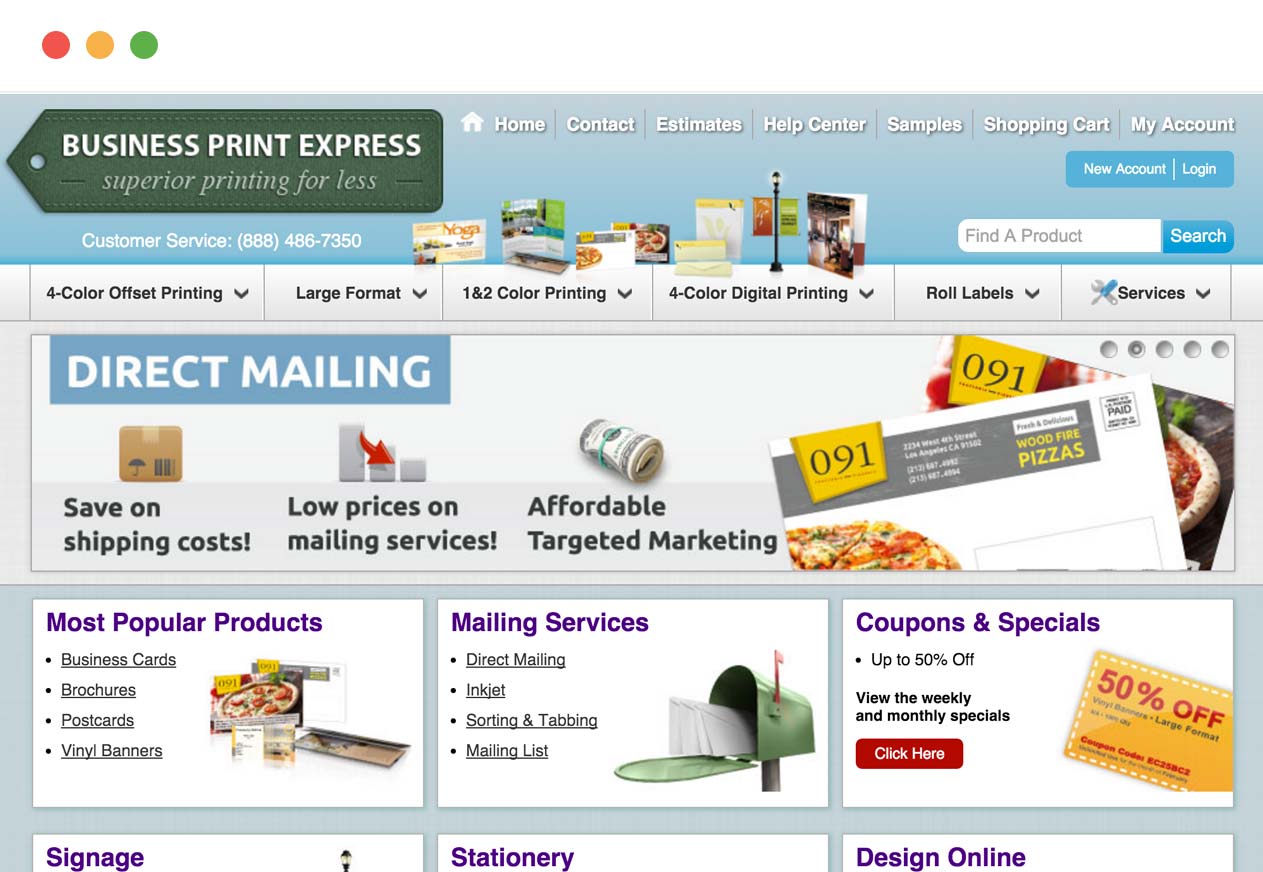 BUSINESS PRINT EXPRESS
superior printing for less
Customer Service: (888) 486-7350
Home
Contact
Estimates
Help Center
Samples
Shopping Cart
My Account
New Account
Login
Find A Product
Search
Yoga
4-Color Offset Printing
Large Format
1&2 Color Printing
4-Color Digital Printing
Roll Labels
Services
DIRECT MAILING
Save on
shipping costs!
Low prices on
mailing services!
Affordable
Targeted Marketing
091
091
2234 West 4th Street
Los Angeles CA 91502
Fresh & Delicious
WOOD FIRE
PIZZAS
PAID
Most Popular Products
Business Cards
Brochures
Postcards
Vinyl Banners
091
091
Mailing Services
Direct Mailing
Inkjet
Sorting & Tabbing
Mailing List
Coupons & Specials
Up to 50% Off
View the weekly
and monthly specials
Click Here
50% OFF
Vinyl Banners • Large Format
Coupon Code: EC25BC2
Signage
Stationery
Design Online